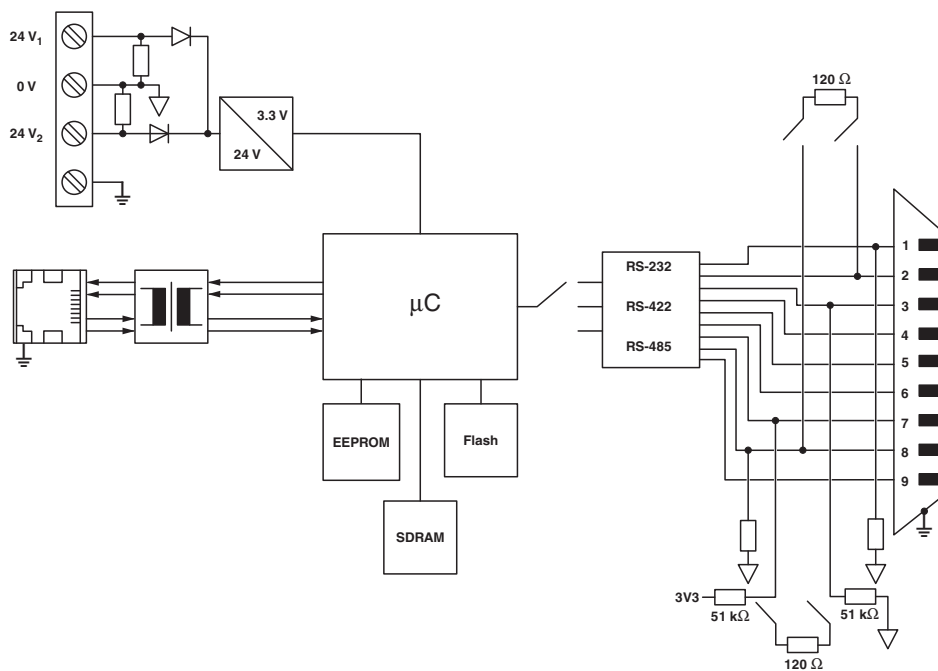 24 V1
0 V
24 V2
3.3 V
24 V
120 Ω
μC
RS-232
RS-422
RS-485
1
2
3
4
5
6
7
8
9
EEPROM
Flash
SDRAM
3V3
51 kΩ
51 kΩ
120 Ω